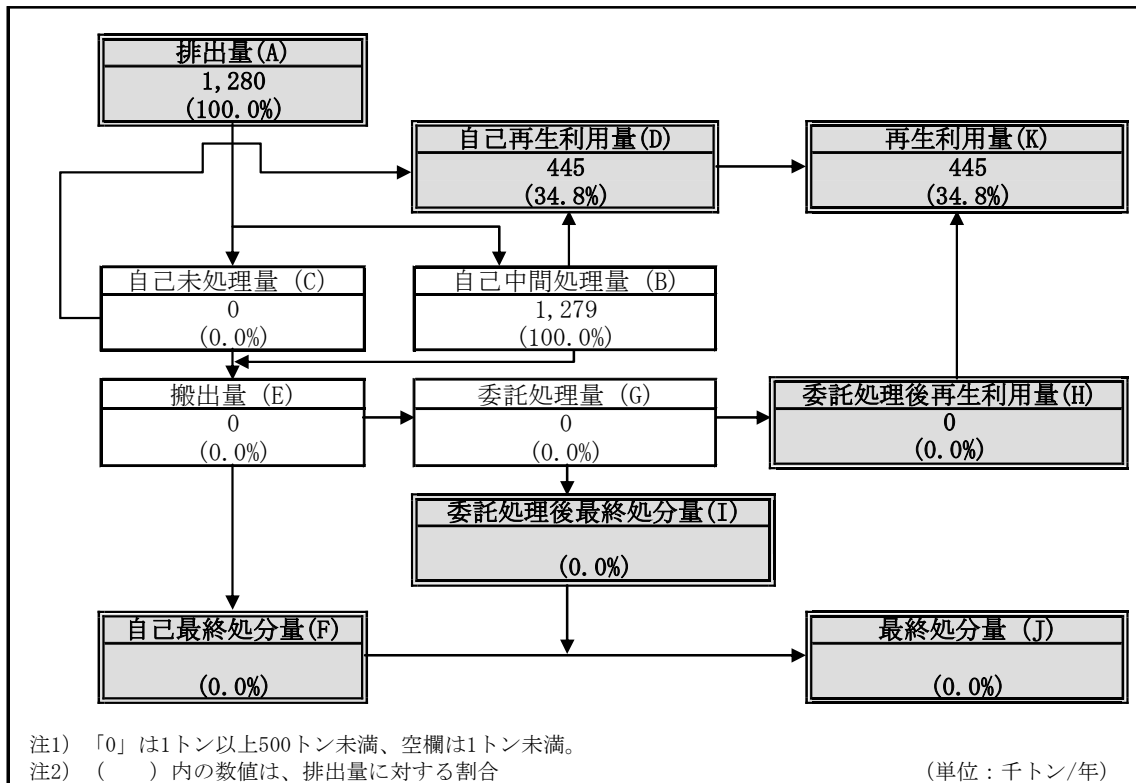 排出量(A)
1,280
(100.0%)
自己再生利用量(D)
445
(34.8%)
再生利用量(K)
445
(34.8%)
自己未処理量 (C)
0
(0.0%)
自己中間処理量 (B)
1,279
(100.0%)
搬出量 (E)
0
(0.0%)
委託処理量 (G)
0
(0.0%)
委託処理後再生利用量(H)
0
(0.0%)
委託処理後最終処分量(I)
(0.0%)
自己最終処分量(F)
(0.0%)
最終処分量 (J)
(0.0%)
注1) 「0」は1トン以上500トン未満、空欄は1トン未満。
注2) (　　)内の数値は、排出量に対する割合
(単位：千トン/年)